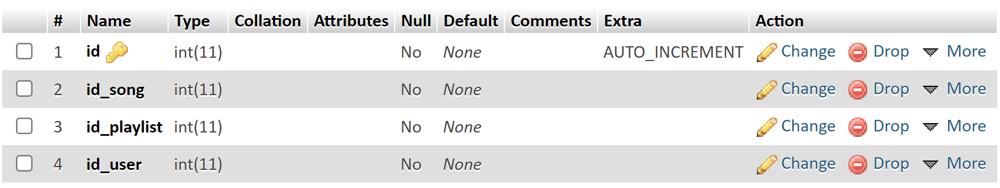 # Name Type Collation Attributes Null Default Comments Extra Action
1 id int(11) No None AUTO_INCREMENT Change Drop More
2 id_song int(11) No None Change Drop More
3 id_playlist int(11) No None Change Drop More
4 id_user int(11) No None Change Drop More